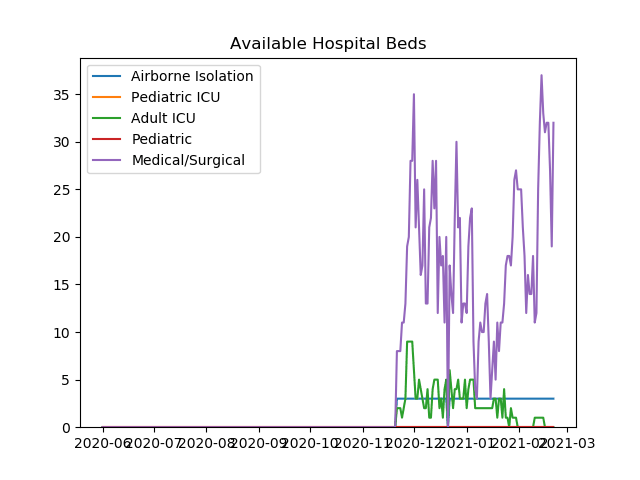 Available Hospital Beds
Airborne Isolation
Pediatric ICU
Adult ICU
Pediatric
Medical/Surgical
35
30
25
20
15
10
5
0
2020-06 2020-07 2020-08 2020-09 2020-10 2020-11 2020-12 2021-01 2021-02 2021-03